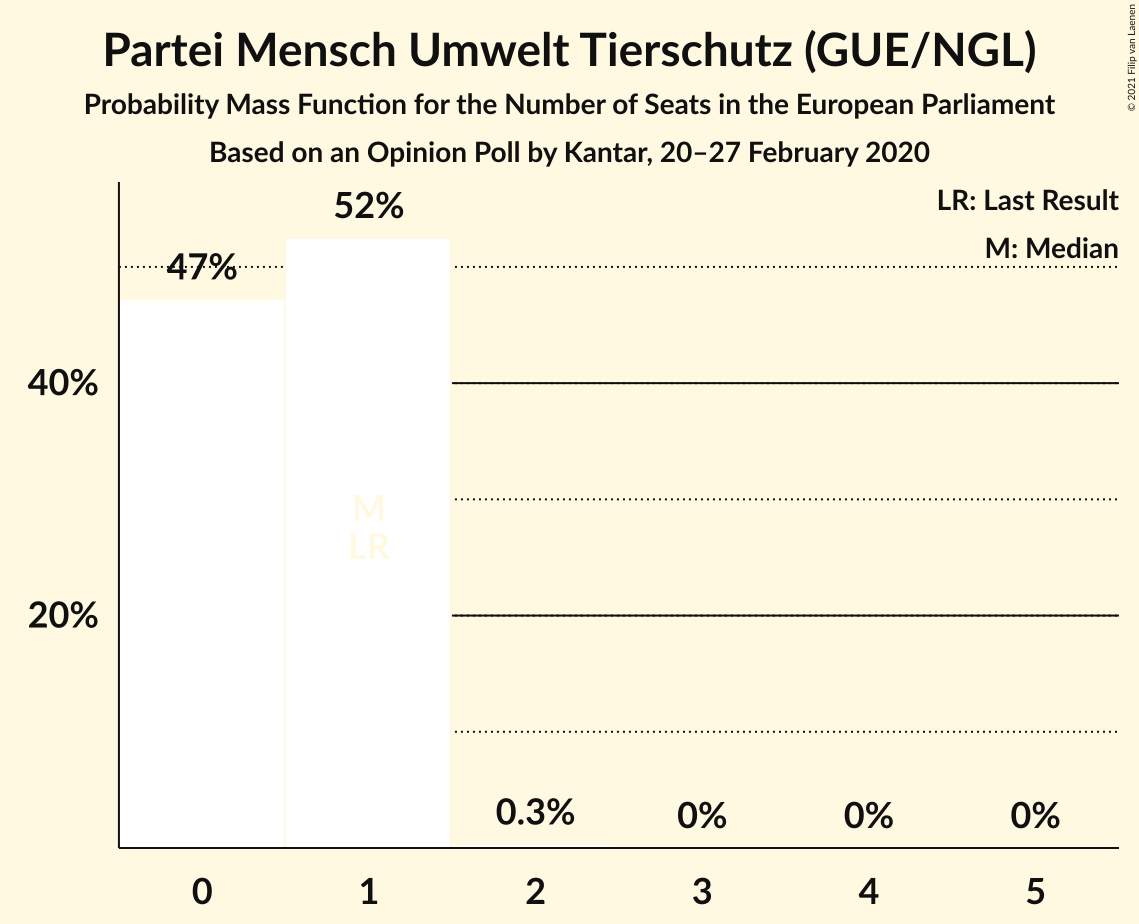 Partei Mensch Umwelt Tierschutz (GUE/NGL)
Probability Mass Function for the Number of Seats in the European Parliament
Based on an Opinion Poll by Kantar, 20–27 February 2020
© 2021 Filip van Laenen
LR: Last Result
M: Median
52%
47%
40%
20%
M
LR
0.3%
0%
0%
0%
0
1
2
3
4
5